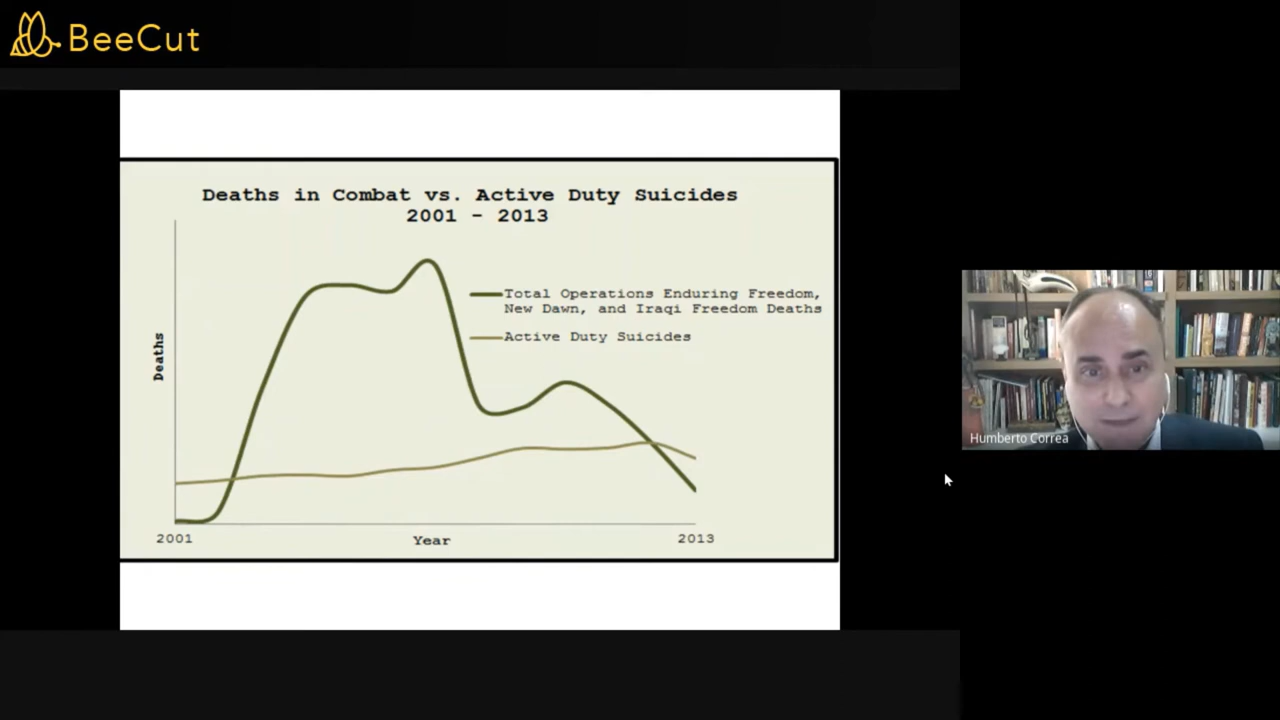 BeeCut
Deaths in Combat vs. Active Duty Suicides
2001 - 2013
Total Operations Enduring Freedom,
New Dawn, and Iraqi Freedom Deaths
Active Duty Suicides
Deaths
2001
Year
2013
Humberto Correa